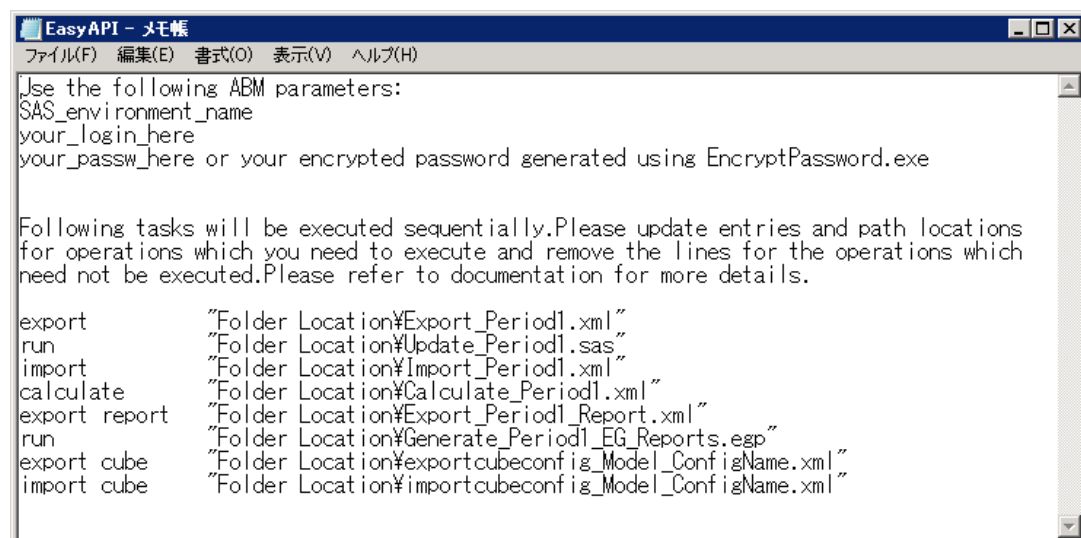 EasyAPI - メモ帳
ファイル(F) 編集(E) 書式(O) 表示(V) ヘルプ(H)
Use the following ABM parameters:
SAS_environment_name
your_login_here
your_passw_here or your encrypted password generated using EncryptPassword.exe
Following tasks will be executed sequentially.Please update entries and path locations
for operations which you need to execute and remove the lines for the operations which
need not be executed.Please refer to documentation for more details.
export "Folder Location¥Export_Period1.xml"
run "Folder Location¥Update_Period1.sas"
import "Folder Location¥Import_Period1.xml"
calculate "Folder Location¥Calculate_Period1.xml"
export report "Folder Location¥Export_Period1_Report.xml"
run "Folder Location¥Generate_Period1_EG_Reports.egp"
export cube "Folder Location¥exportcubeconfig_Model_ConfigName.xml"
import cube "Folder Location¥importcubeconfig_Model_ConfigName.xml"